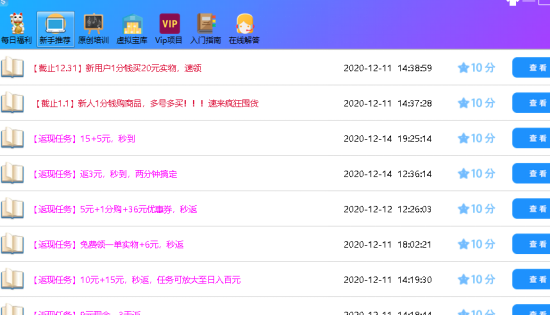 VIP
每日福利 新手推荐 原创培训 虚拟宝库 Vip项目 入门指南 在线解答
【截止12.31】新用户1分钱买20元实物，速领 2020-12-11 14:38:59 10分 查看
【截止1.1】新人1分钱购商品，多号多买！！！速来疯狂囤货 2020-12-11 14:37:28 10分 查看
【返现任务】15+5元，秒到 2020-12-14 19:25:14 10分 查看
【返现任务】返3元，秒到，两分钟搞定 2020-12-14 12:36:14 10分 查看
【返现任务】5元+1分购+36元优惠券，秒返 2020-12-12 12:26:03 10分 查看
【返现任务】免费领一单实物+6元，秒返 2020-12-11 18:02:21 10分 查看
【返现任务】10元+15元，秒返，任务可放大至日入百元 2020-12-11 14:19:30 10分 查看